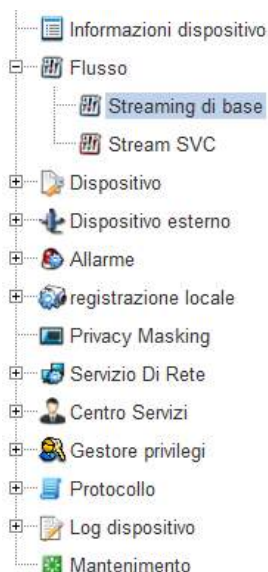 Informazioni dispositivo
Flusso
Streaming di base
Stream SVC
Dispositivo
Dispositivo esterno
Allarme
registrazione locale
Privacy Masking
Servizio Di Rete
Centro Servizi
Gestore privilegi
Protocollo
Log dispositivo
Mantenimento